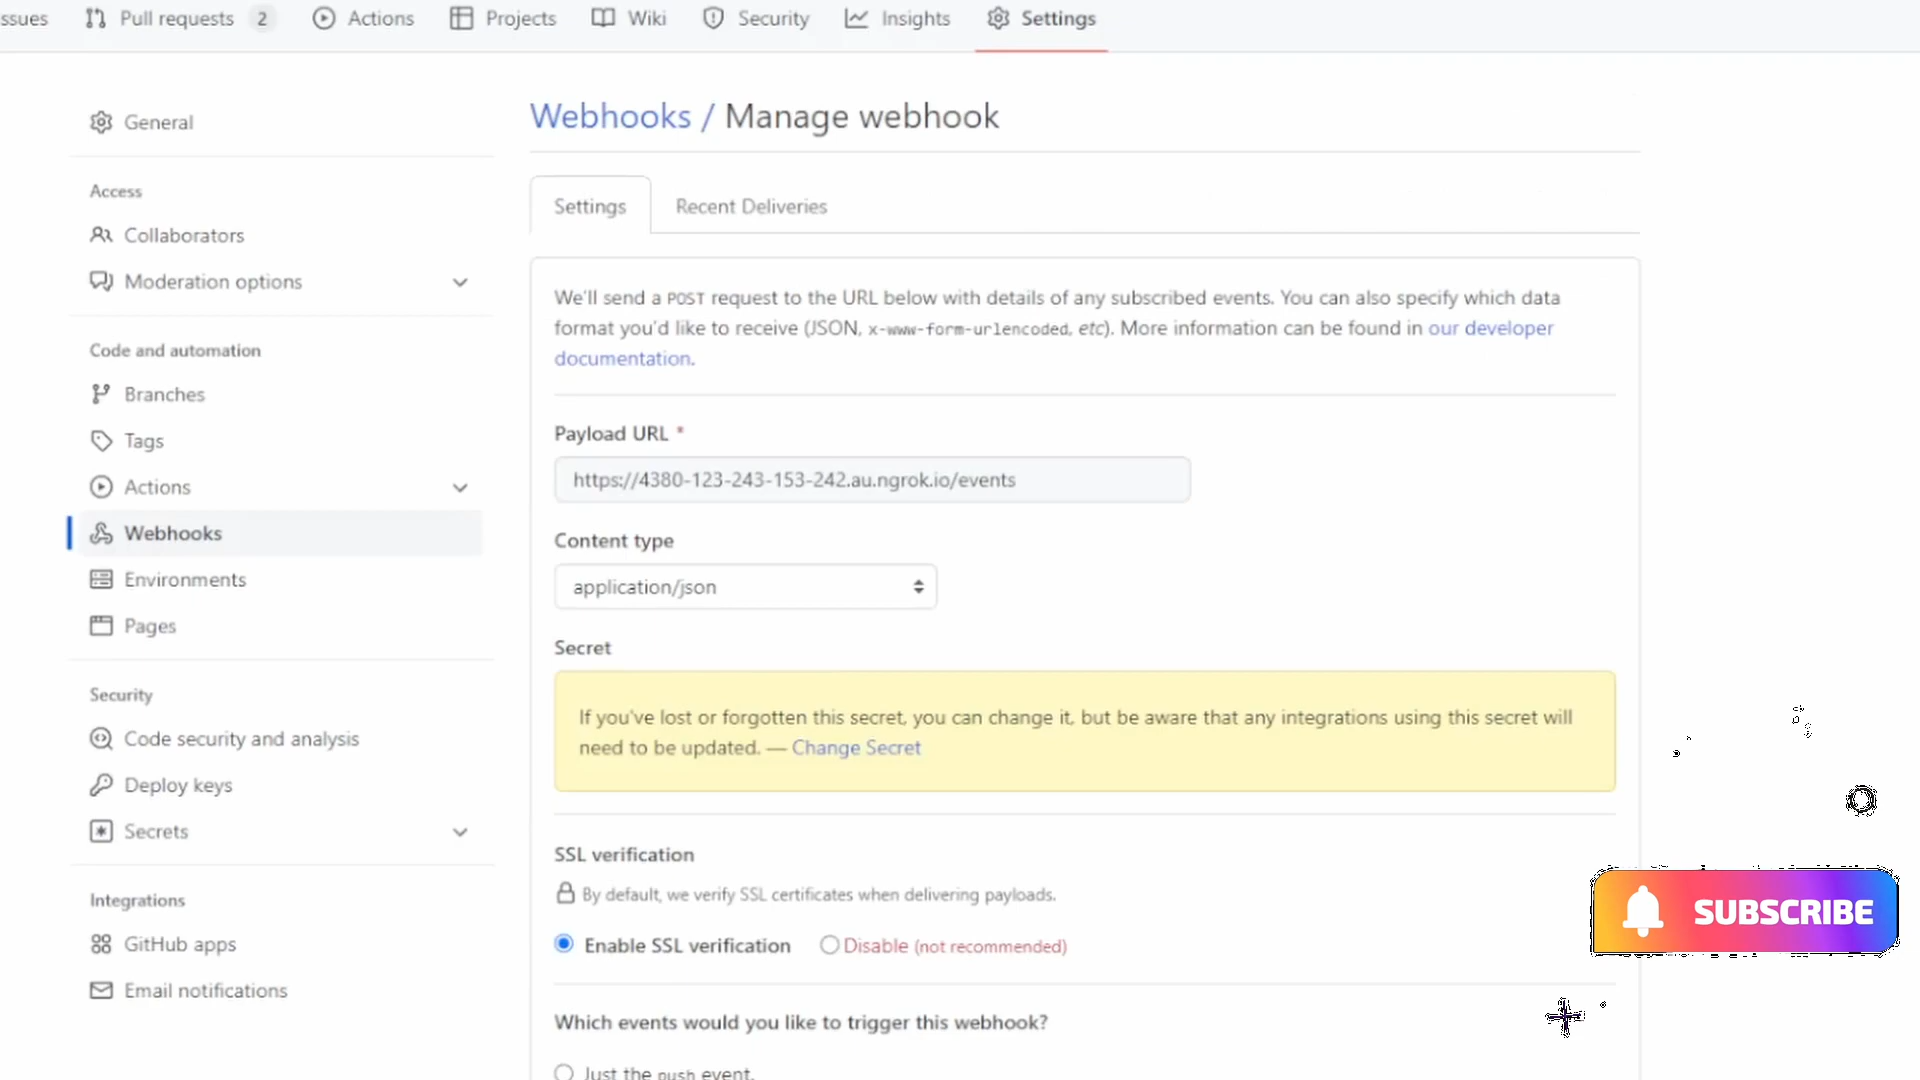 ssues Pull requests 2 Actions Projects Wiki Security Insights Settings
General
Access
Collaborators
Moderation options
Code and automation
Branches
Tags
Actions
Webhooks
Environments
Pages
Security
Code security and analysis
Deploy keys
Secrets
Integrations
GitHub apps
Email notifications
Webhooks / Manage webhook
Settings Recent Deliveries
We'll send a POST request to the URL below with details of any subscribed events. You can also specify which data
format you'd like to receive (JSON, x-www-form-urlencoded, etc). More information can be found in our developer
documentation.
Payload URL *
https://4380-123-243-153-242.au.ngrok.io/events
Content type
application/json
Secret
If you've lost or forgotten this secret, you can change it, but be aware that any integrations using this secret will
need to be updated. — Change Secret
SSL verification
By default, we verify SSL certificates when delivering payloads.
Enable SSL verification Disable (not recommended)
Which events would you like to trigger this webhook?
Just the push event.
SUBSCRIBE